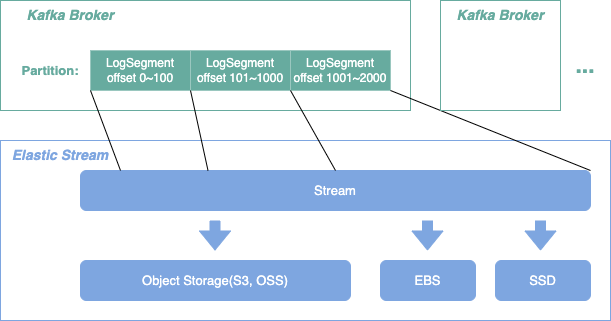 Kafka Broker
Kafka Broker
Partition:
LogSegment
offset 0~100
LogSegment
offset 101~1000
LogSegment
offset 1001~2000
...
Elastic Stream
Stream
Object Storage(S3, OSS)
EBS
SSD